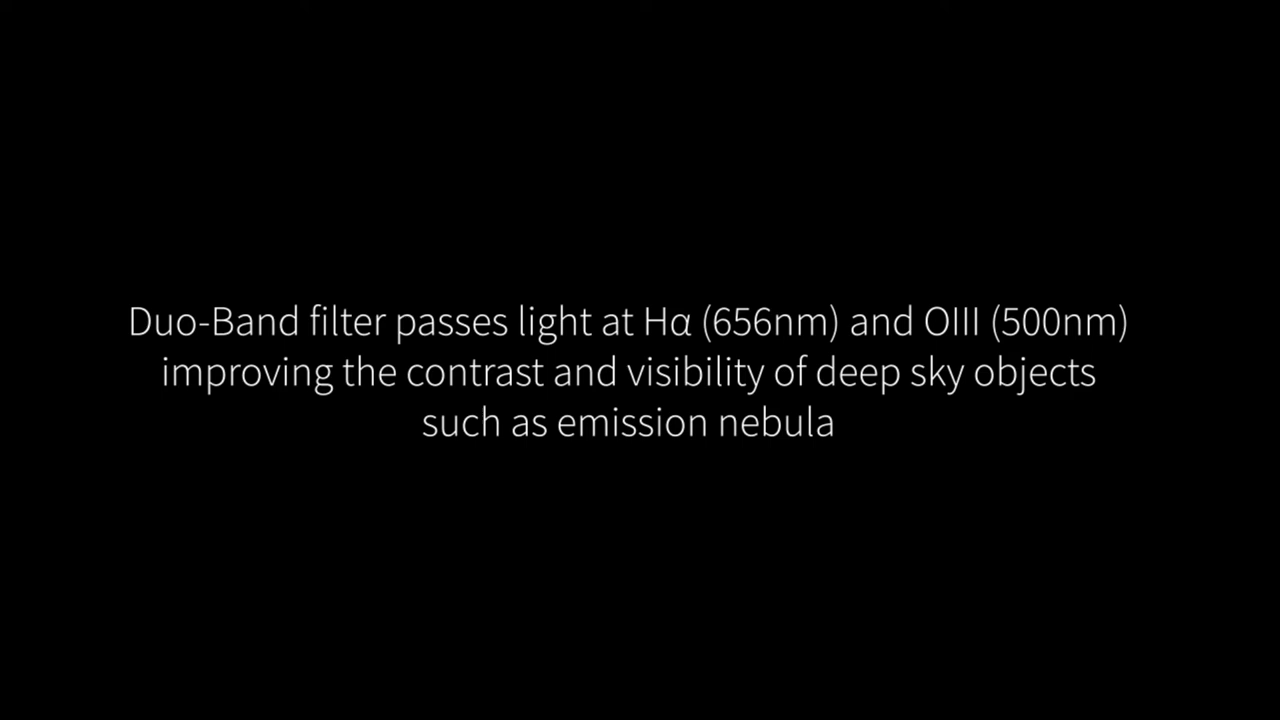 Duo-Band filter passes light at Hα (656nm) and OIII (500nm)
improving the contrast and visibility of deep sky objects
such as emission nebula